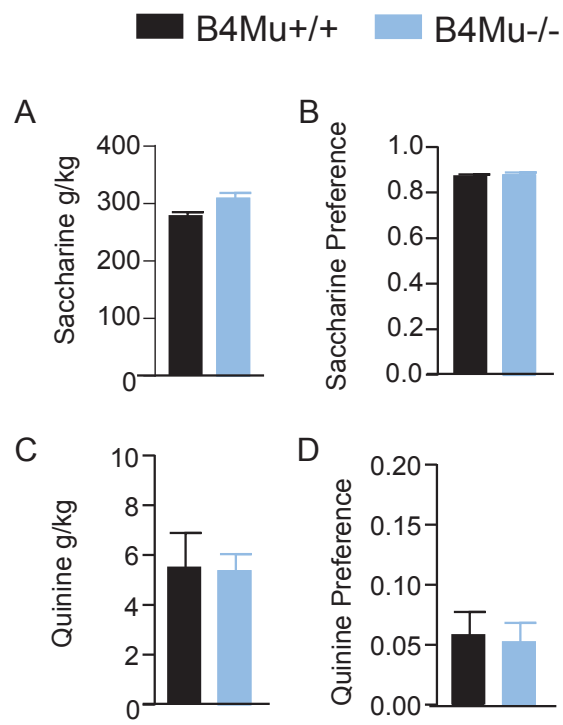 B4Mu+/+ B4Mu-/-
A
Saccharine g/kg
400
300
200
100
0
B
Saccharine Preference
1.0
0.8
0.6
0.4
0.2
0.0
C
Quinine g/kg
10
8
6
4
2
0
D
Quinine Preference
0.20
0.15
0.10
0.05
0.00